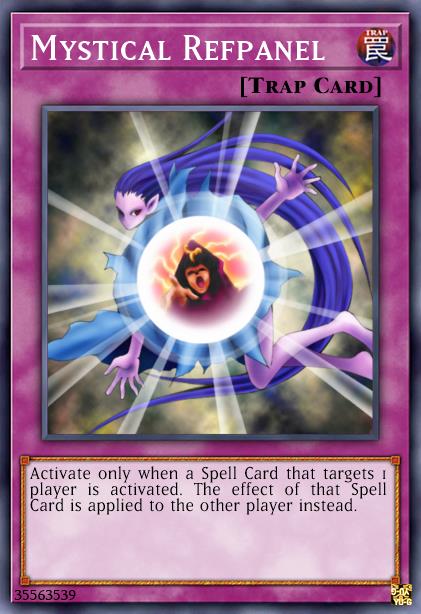 Mystical Refpanel
TRAP
罠
[Trap Card]
Activate only when a Spell Card that targets 1
player is activated. The effect of that Spell
Card is applied to the other player instead.
35563539